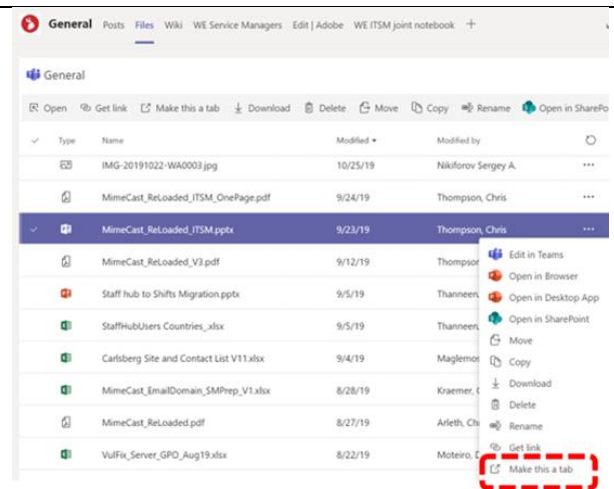 General Posts Files Wiki WE Service Managers Edit | Adobe WE ITSM joint notebook
General
Open Get link Make this a tab Download Delete Move Copy Rename Open in SharePo
Type Name Modified Modified by
IMG-20191022-WA0003.jpg 10/25/19 Nikiforov Sergey A.
MimeCast_ReLoaded_ITSM_OnePage.pdf 9/24/19 Thompson, Chris
MimeCast_ReLoaded_ITSM.pptx 9/23/19 Thompson, Chris
MimeCast_ReLoaded_V3.pdf 9/12/19 Thompson
Staff hub to Shifts Migration.pptx 9/5/19 Thanneen
StaffHubUsers Countries_.xlsx 9/5/19 Thanneen
Carlsberg Site and Contact List V11.xlsx 9/4/19 Maglemos
MimeCast_EmailDomain_SMPrep_V1.xlsx 8/28/19 Kraemer,
MimeCast_ReLoaded.pdf 8/27/19 Arleth, Ch
VulFix_Server_GPO_Aug19.xlsx 8/22/19 Moteiro,
Edit in Teams
Open in Browser
Open in Desktop App
Open in SharePoint
Move
Copy
Download
Delete
Rename
Get link
Make this a tab